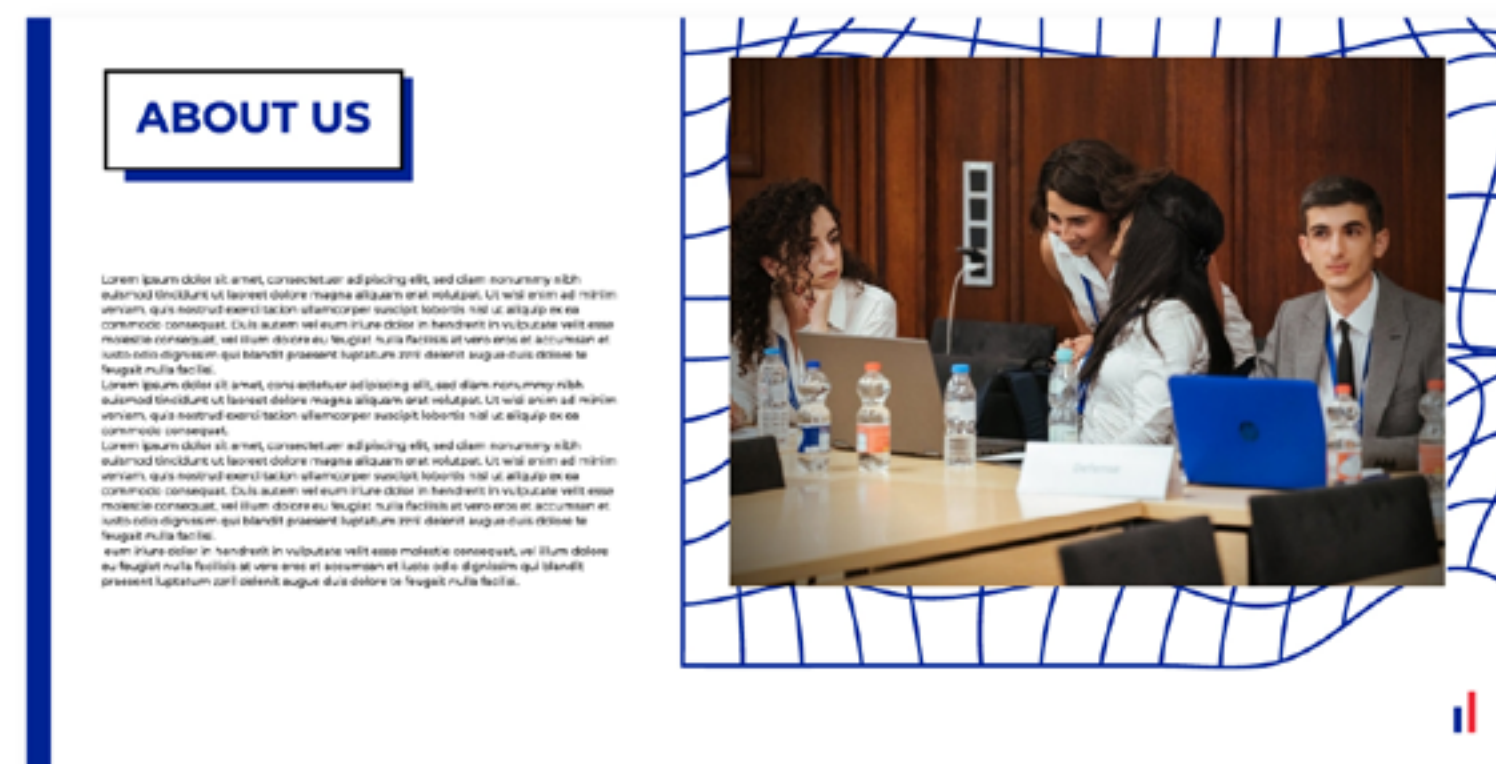 ABOUT US
Lorem ipsum dolor sit amet, consectetuer adipiscing elit, sed diam nonummy nibh
euismod tincidunt ut laoreet dolore magna aliquam erat volutpat. Ut wisi enim ad minim
veniam, quis nostrud exerci tation ullamcorper suscipit lobortis nisl ut aliquip ex ea
commodo consequat. Duis autem vel eum iriure dolor in hendrerit in vulputate velit esse
molestie consequat, vel illum dolore eu feugiat nulla facilisis at vero eros et accumsan et
iusto odio dignissim qui blandit praesent luptatum zzril delenit augue duis dolore te
feugait nulla facilisi.
Lorem ipsum dolor sit amet, cons ectetuer adipiscing elit, sed diam nonummy nibh
euismod tincidunt ut laoreet dolore magna aliquam erat volutpat. Ut wisi enim ad minim
veniam, quis nostrud exerci tation ullamcorper suscipit lobortis nisl ut aliquip ex ea
commodo consequat.
Lorem ipsum dolor sit amet, consectetuer adipiscing elit, sed diam nonummy nibh
euismod tincidunt ut laoreet dolore magna aliquam erat volutpat. Ut wisi enim ad minim
veniam, quis nostrud exerci tation ullamcorper suscipit lobortis nisl ut aliquip ex ea
commodo consequat. Duis autem vel eum iriure dolor in hendrerit in vulputate velit esse
molestie consequat, vel illum dolore eu feugiat nulla facilisis at vero eros et accumsan et
iusto odio dignissim qui blandit praesent luptatum zzril delenit augue duis dolore te
feugait nulla facilisi.
eum iriure dolor in hendrerit in vulputate velit esse molestie consequat, vel illum dolore
eu feugiat nulla facilisis at vero eros et accumsan et iusto odio dignissim qui blandit
praesent luptatum zzril delenit augue duis dolore te feugait nulla facilisi.